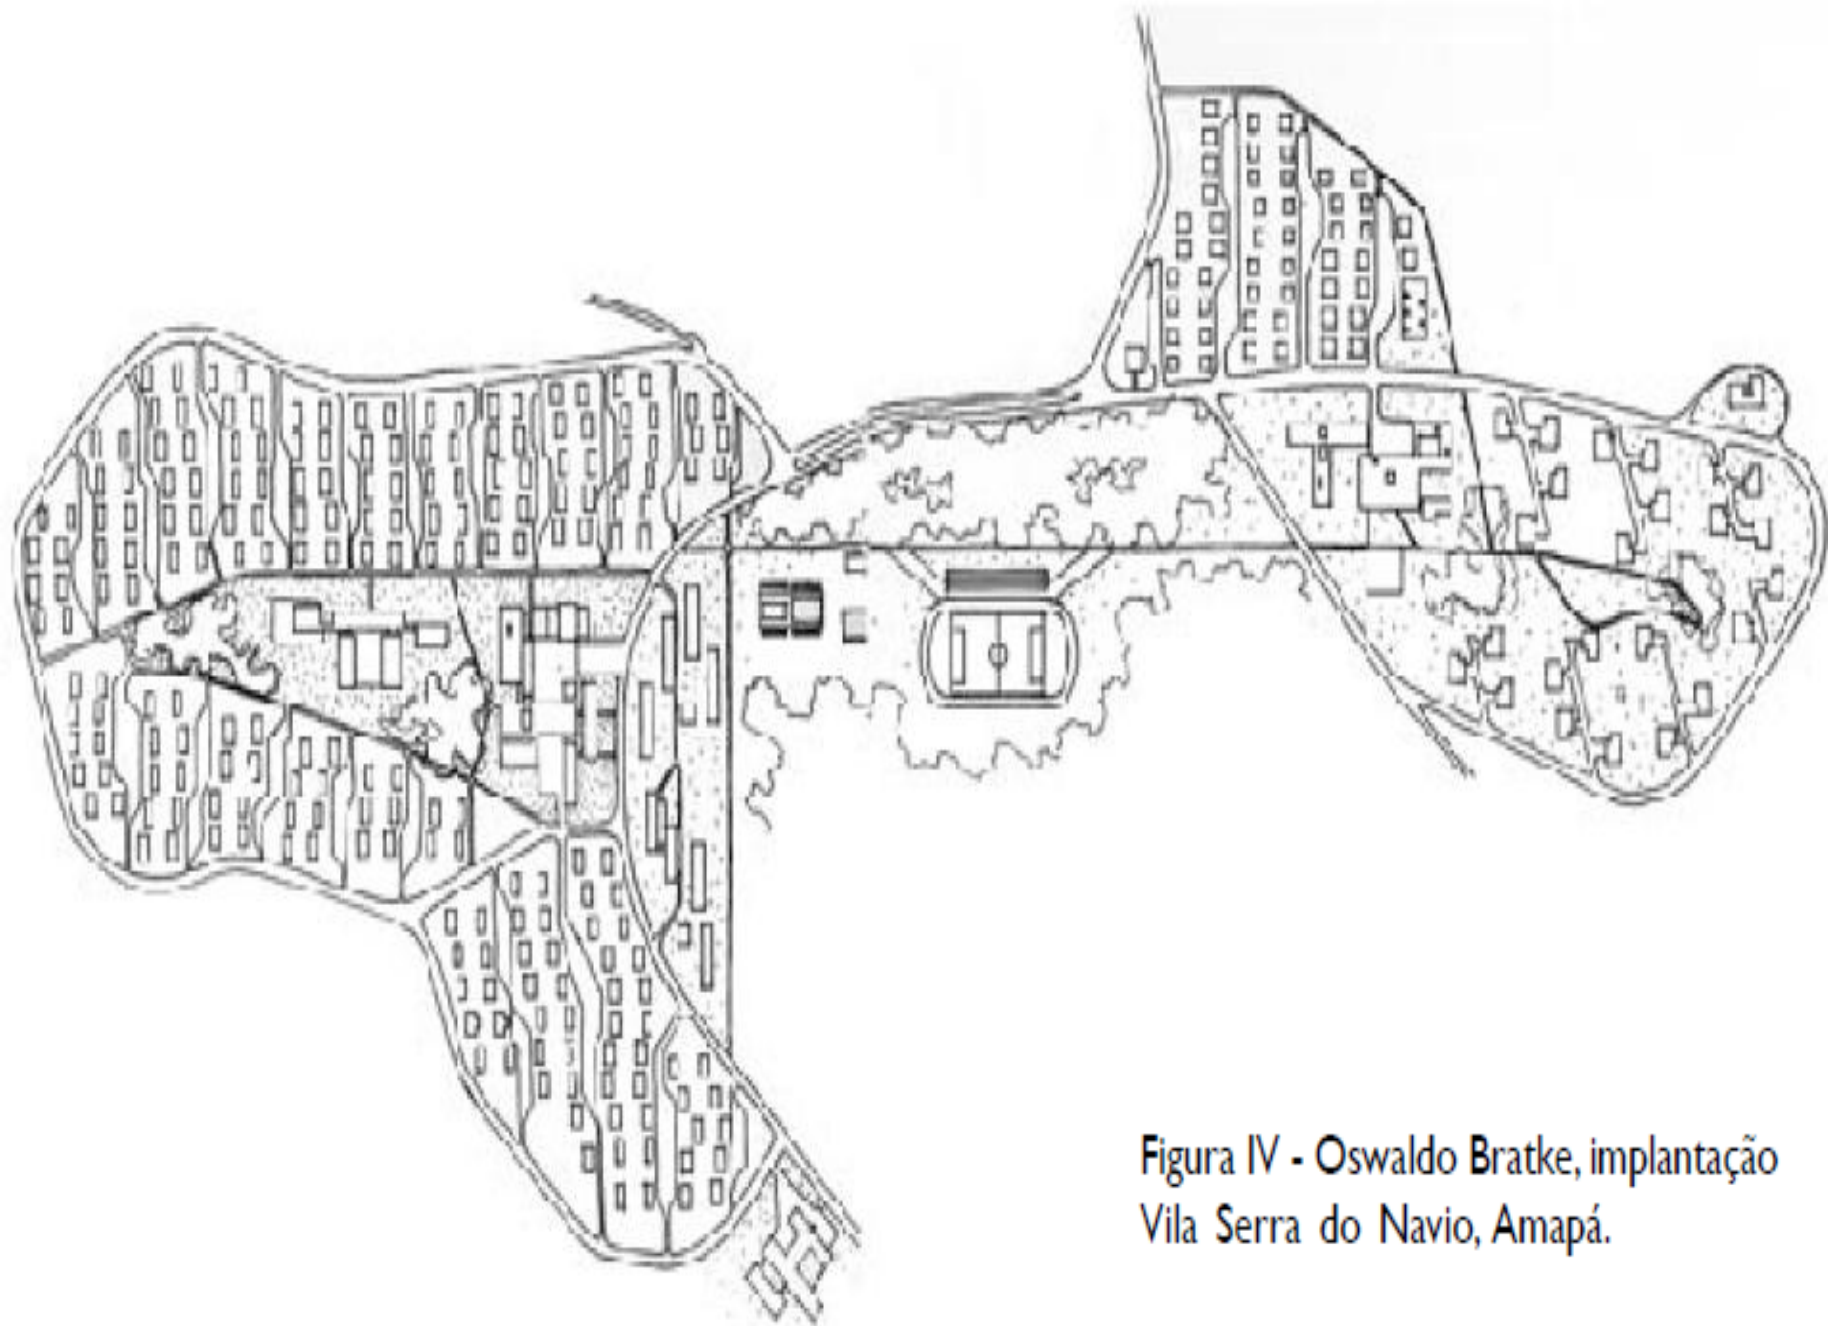 Figura IV - Oswaldo Bratke, implantação
Vila Serra do Navio, Amapá.